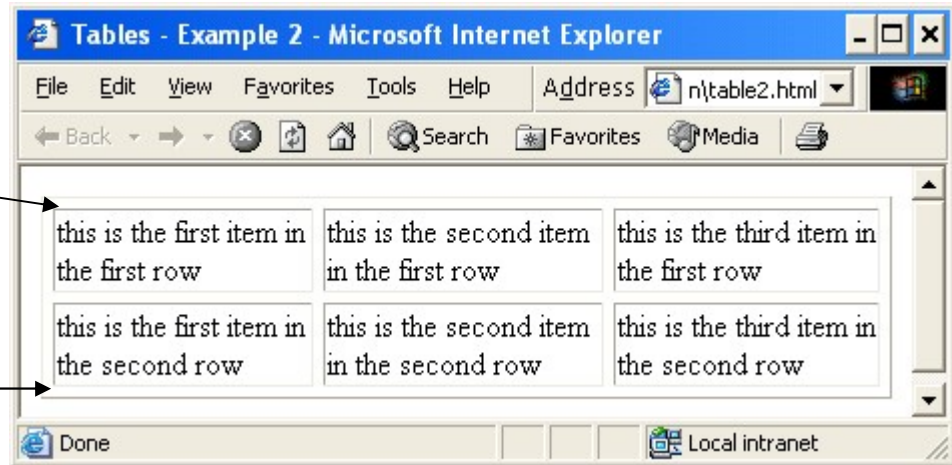 Tables - Example 2 - Microsoft Internet Explorer
File Edit View Favorites Tools Help Address n\table2.html
Back Search Favorites Media
this is the first item in
the first row
this is the second item
in the first row
this is the third item in
the first row
this is the first item in
the second row
this is the second item
in the second row
this is the third item in
the second row
Done Local intranet